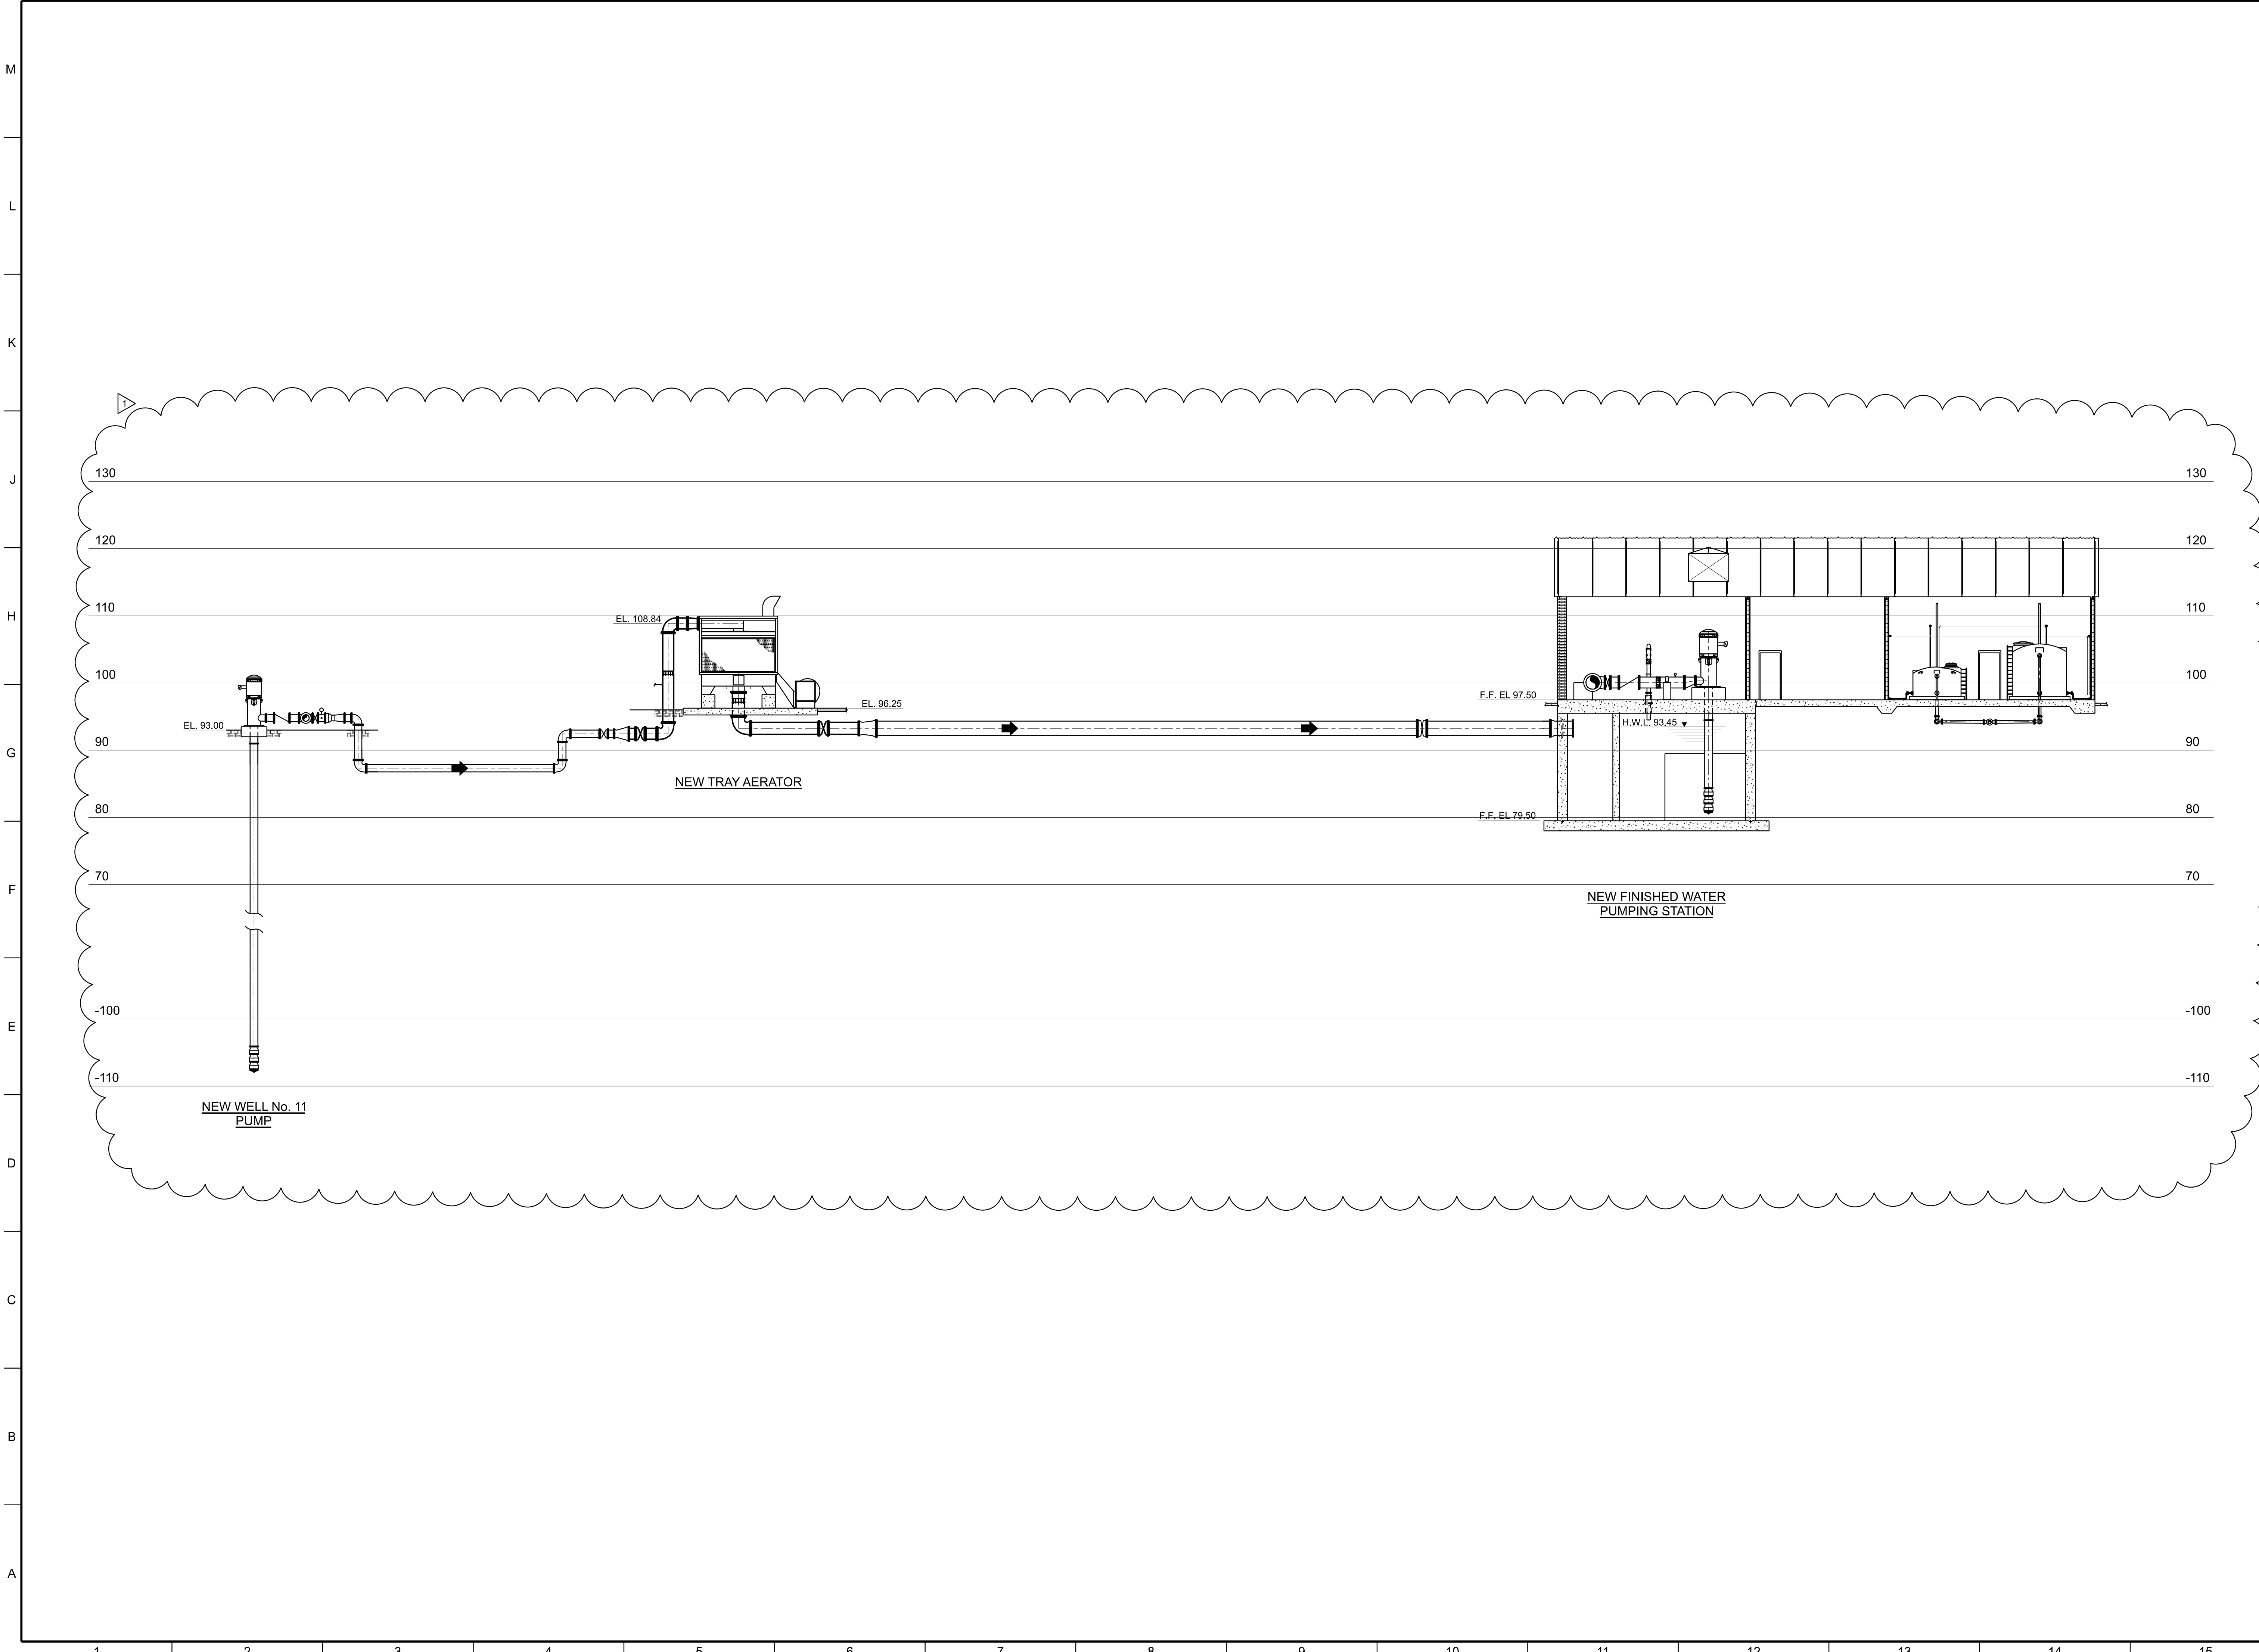 M
L
K
1
130 130
J
120 120
H
110 110
EL. 108.84
100 100
F.F. EL 97.50
EL. 96.25
H.W.L. 93.45
EL. 93.00
G
90 90
NEW TRAY AERATOR
80 80
F.F. EL 79.50
70 70
F
NEW FINISHED WATER
PUMPING STATION
-100 -100
E
-110 -110
NEW WELL No. 11
PUMP
D
C
B
A
1 2 3 4 5 6 7 8 9 10 11 12 13 14 15